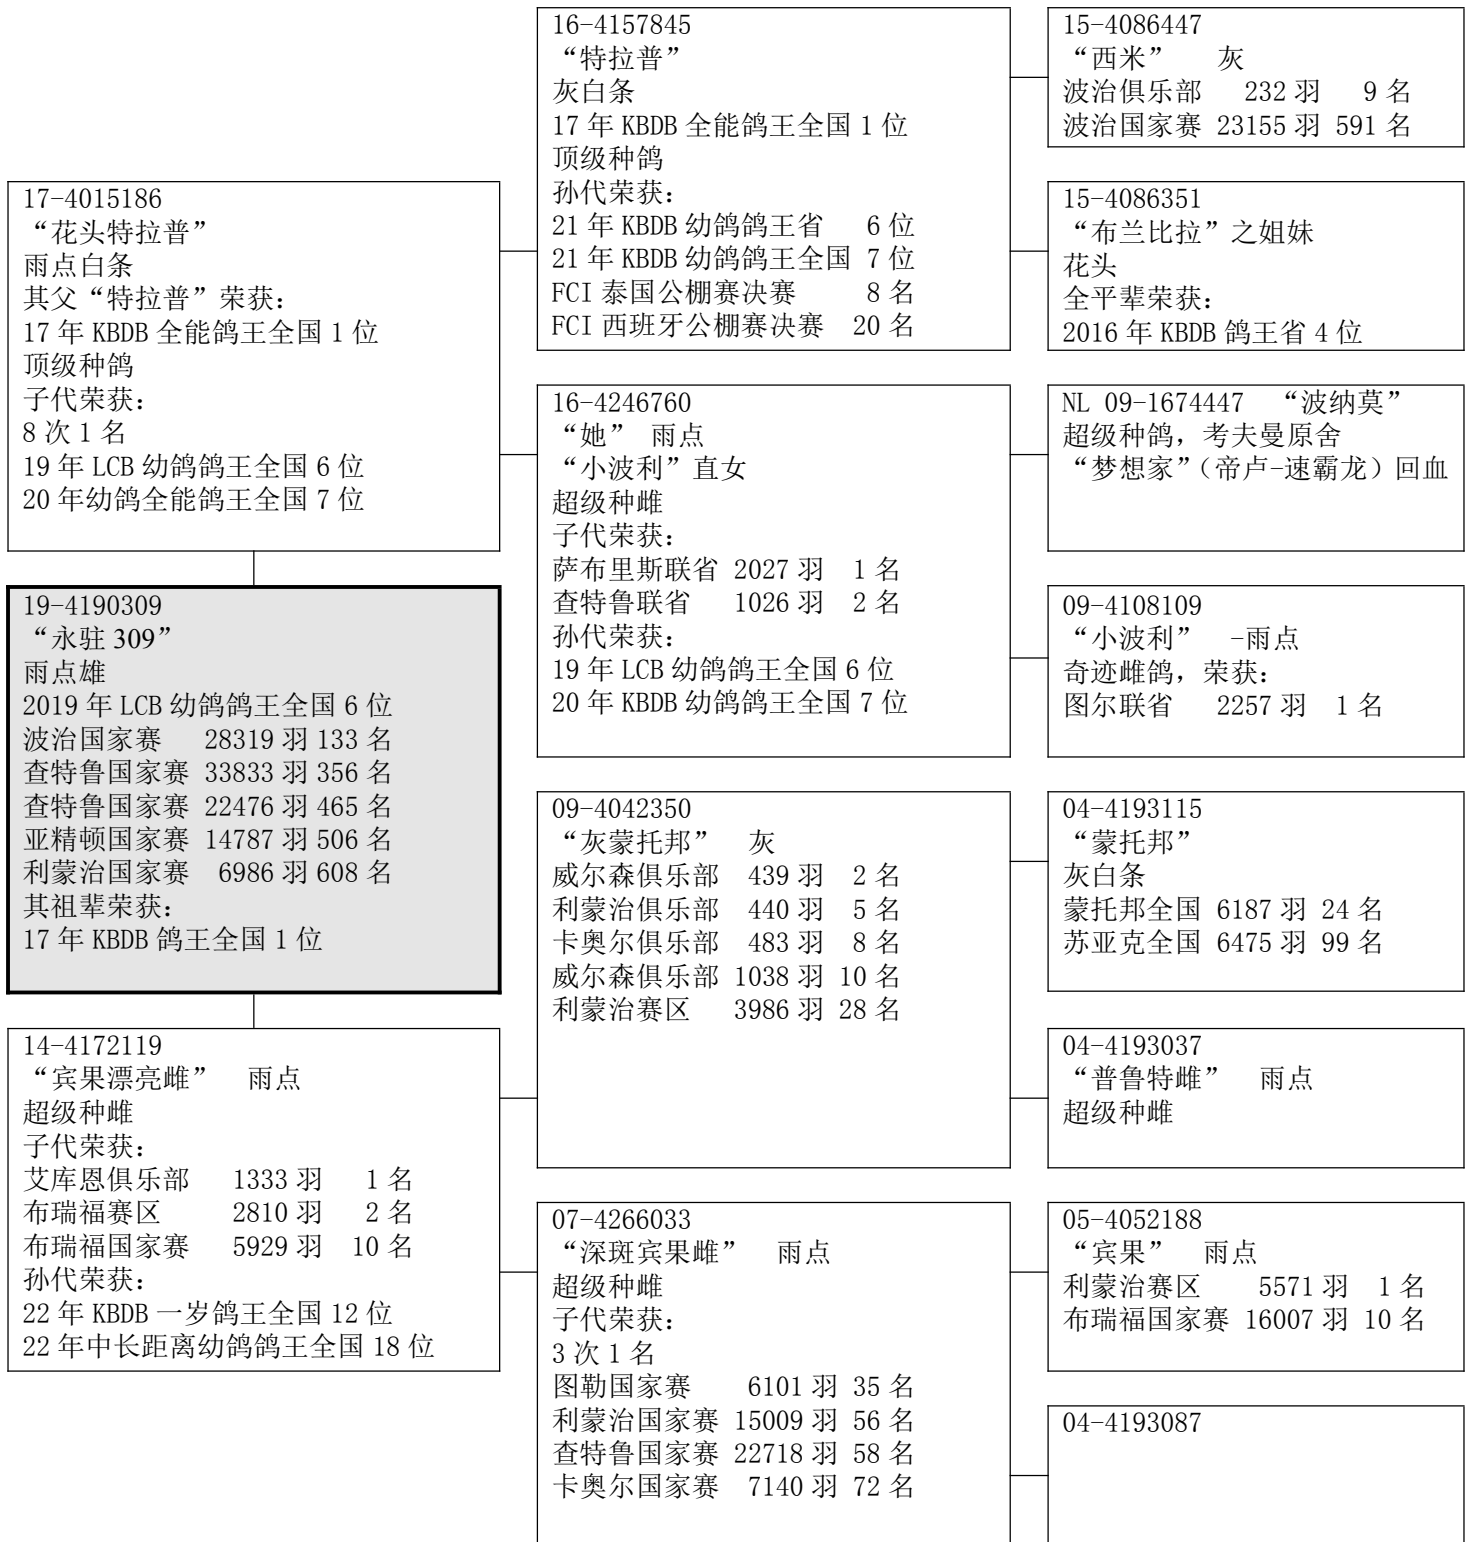 16-4157845
“特拉普”
灰白条
17 年 KBDB 全能鸽王全国 1 位
顶级种鸽
孙代荣获：
21 年 KBDB 幼鸽鸽王省 6 位
21 年 KBDB 幼鸽鸽王全国 7 位
FCI 泰国公棚赛决赛 8 名
FCI 西班牙公棚赛决赛 20 名
15-4086447
“西米” 灰
波治俱乐部 232 羽 9 名
波治国家赛 23155 羽 591 名
17-4015186
“花头特拉普”
雨点白条
其父“特拉普”荣获：
17 年 KBDB 全能鸽王全国 1 位
顶级种鸽
子代荣获：
8 次 1 名
19 年 LCB 幼鸽鸽王全国 6 位
20 年幼鸽全能鸽王全国 7 位
15-4086351
“布兰比拉”之姐妹
花头
全平辈荣获：
2016 年 KBDB 鸽王省 4 位
16-4246760
“她” 雨点
“小波利”直女
超级种雌
子代荣获：
萨布里斯联省 2027 羽 1 名
查特鲁联省 1026 羽 2 名
孙代荣获：
19 年 LCB 幼鸽鸽王全国 6 位
20 年 KBDB 幼鸽鸽王全国 7 位
NL 09-1674447 “波纳莫”
超级种鸽，考夫曼原舍
“梦想家”（帝卢-速霸龙）回血
19-4190309
“永驻 309”
雨点雄
2019 年 LCB 幼鸽鸽王全国 6 位
波治国家赛 28319 羽 133 名
查特鲁国家赛 33833 羽 356 名
查特鲁国家赛 22476 羽 465 名
亚精顿国家赛 14787 羽 506 名
利蒙治国家赛 6986 羽 608 名
其祖辈荣获：
17 年 KBDB 鸽王全国 1 位
09-4108109
“小波利” -雨点
奇迹雌鸽，荣获：
图尔联省 2257 羽 1 名
09-4042350
“灰蒙托邦” 灰
威尔森俱乐部 439 羽 2 名
利蒙治俱乐部 440 羽 5 名
卡奥尔俱乐部 483 羽 8 名
威尔森俱乐部 1038 羽 10 名
利蒙治赛区 3986 羽 28 名
04-4193115
“蒙托邦”
灰白条
蒙托邦全国 6187 羽 24 名
苏亚克全国 6475 羽 99 名
14-4172119
“宾果漂亮雌” 雨点
超级种雌
子代荣获：
艾库恩俱乐部 1333 羽 1 名
布瑞福赛区 2810 羽 2 名
布瑞福国家赛 5929 羽 10 名
孙代荣获：
22 年 KBDB 一岁鸽王全国 12 位
22 年中长距离幼鸽鸽王全国 18 位
04-4193037
“普鲁特雌” 雨点
超级种雌
07-4266033
“深斑宾果雌” 雨点
超级种雌
子代荣获：
3 次 1 名
图勒国家赛 6101 羽 35 名
利蒙治国家赛 15009 羽 56 名
查特鲁国家赛 22718 羽 58 名
卡奥尔国家赛 7140 羽 72 名
05-4052188
“宾果” 雨点
利蒙治赛区 5571 羽 1 名
布瑞福国家赛 16007 羽 10 名
04-4193087